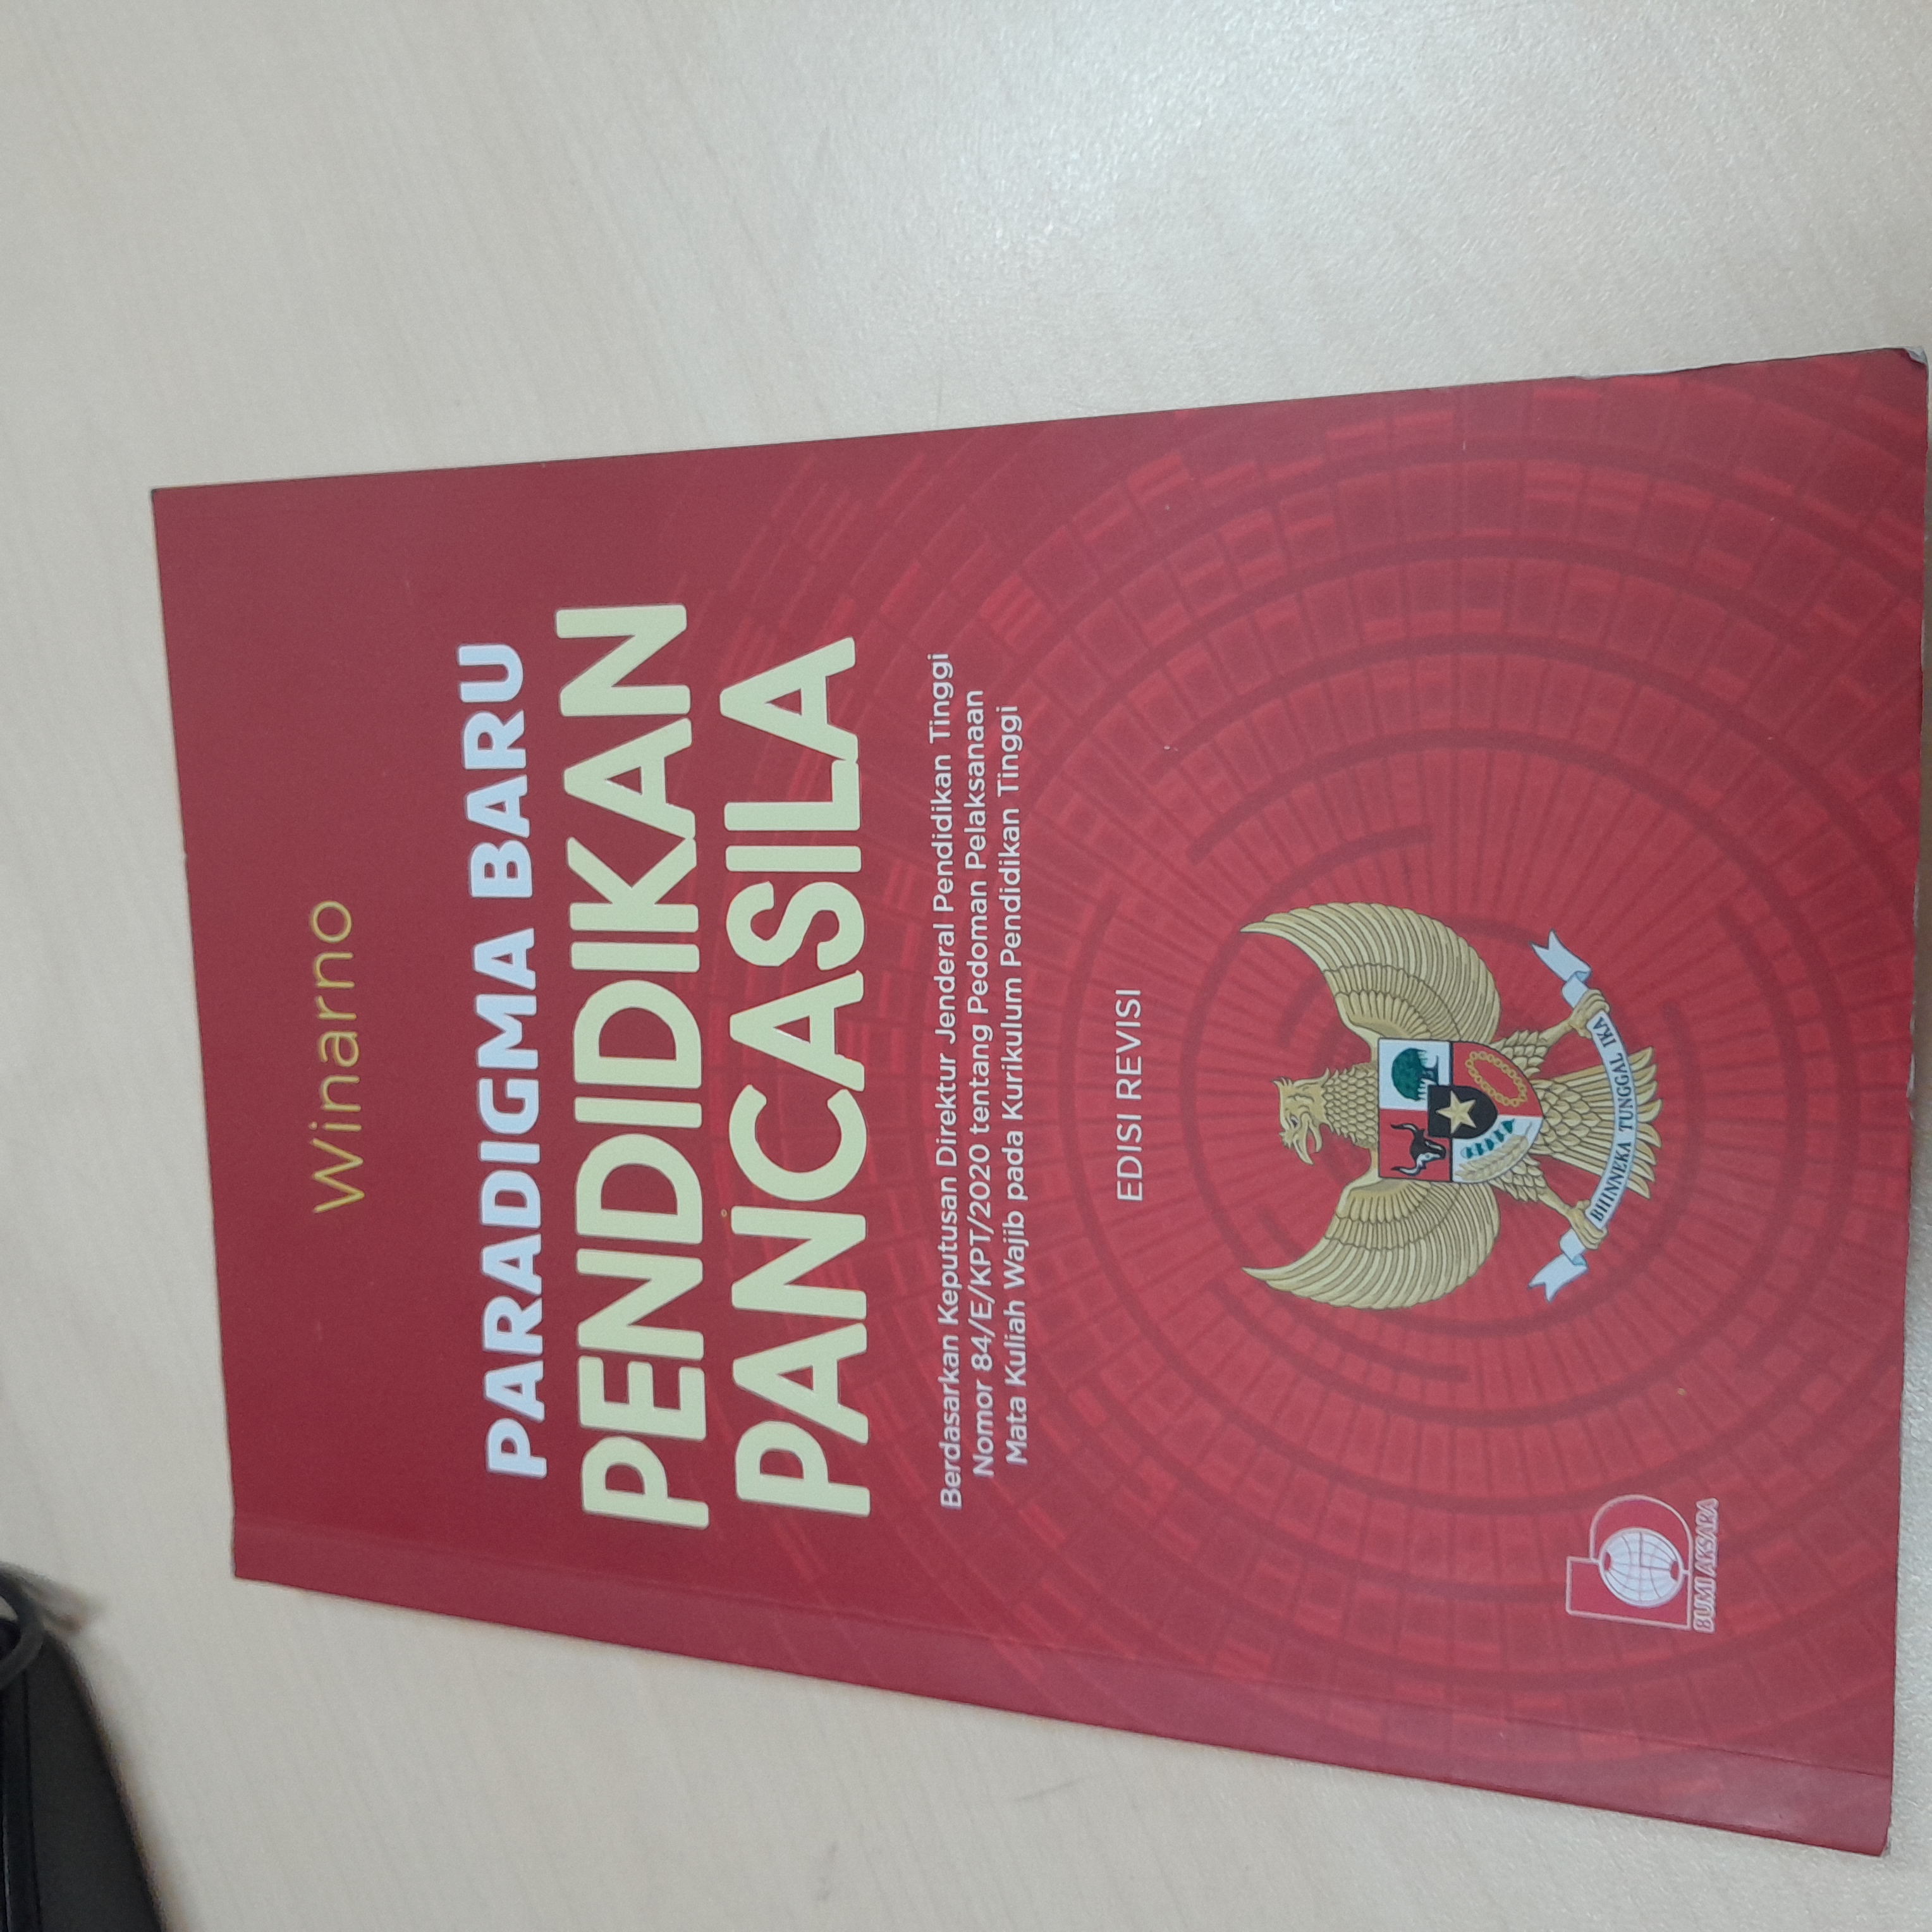 Winarno
PARADIGMA BARU
PENDIDIKAN
PANCASILA
Berdasarkan Keputusan Direktur Jenderal Pendidikan Tinggi
Nomor 84/E/KPT/2020 tentang Pedoman Pelaksanaan
Mata Kuliah Wajib pada Kurikulum Pendidikan Tinggi
EDISI REVISI
BHINNEKA TUNGGAL IKA
BUMI AKSARA